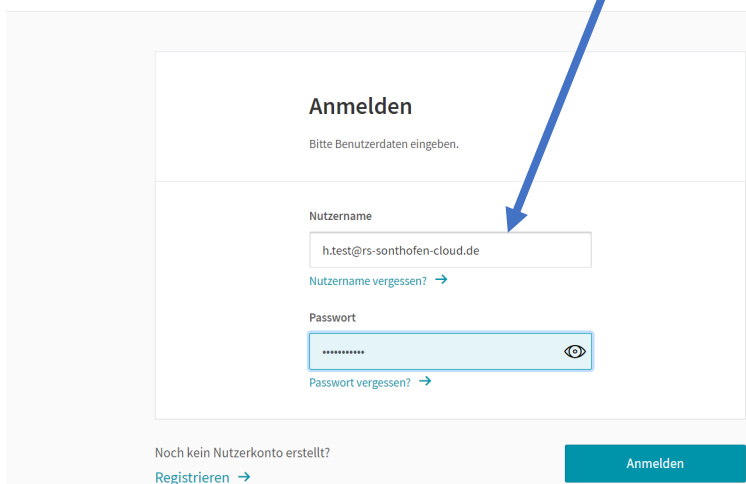 Anmelden
Bitte Benutzerdaten eingeben.
Nutzername
h.test@rs-sonthofen-cloud.de
Nutzername vergessen? →
Passwort
•••••••••••
Passwort vergessen? →
Noch kein Nutzerkonto erstellt?
Registrieren →
Anmelden